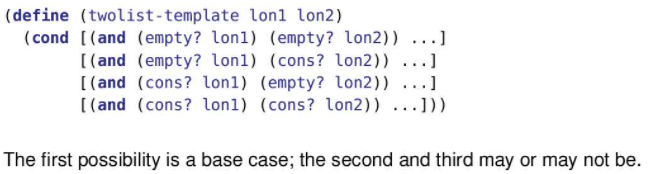 (define (twolist-template lon1 lon2)
(cond [(and (empty? lon1) (empty? lon2)) ...]
[(and (empty? lon1) (cons? lon2)) ...]
[(and (cons? lon1) (empty? lon2)) ...]
[(and (cons? lon1) (cons? lon2)) ...]))
The first possibility is a base case; the second and third may or may not be.